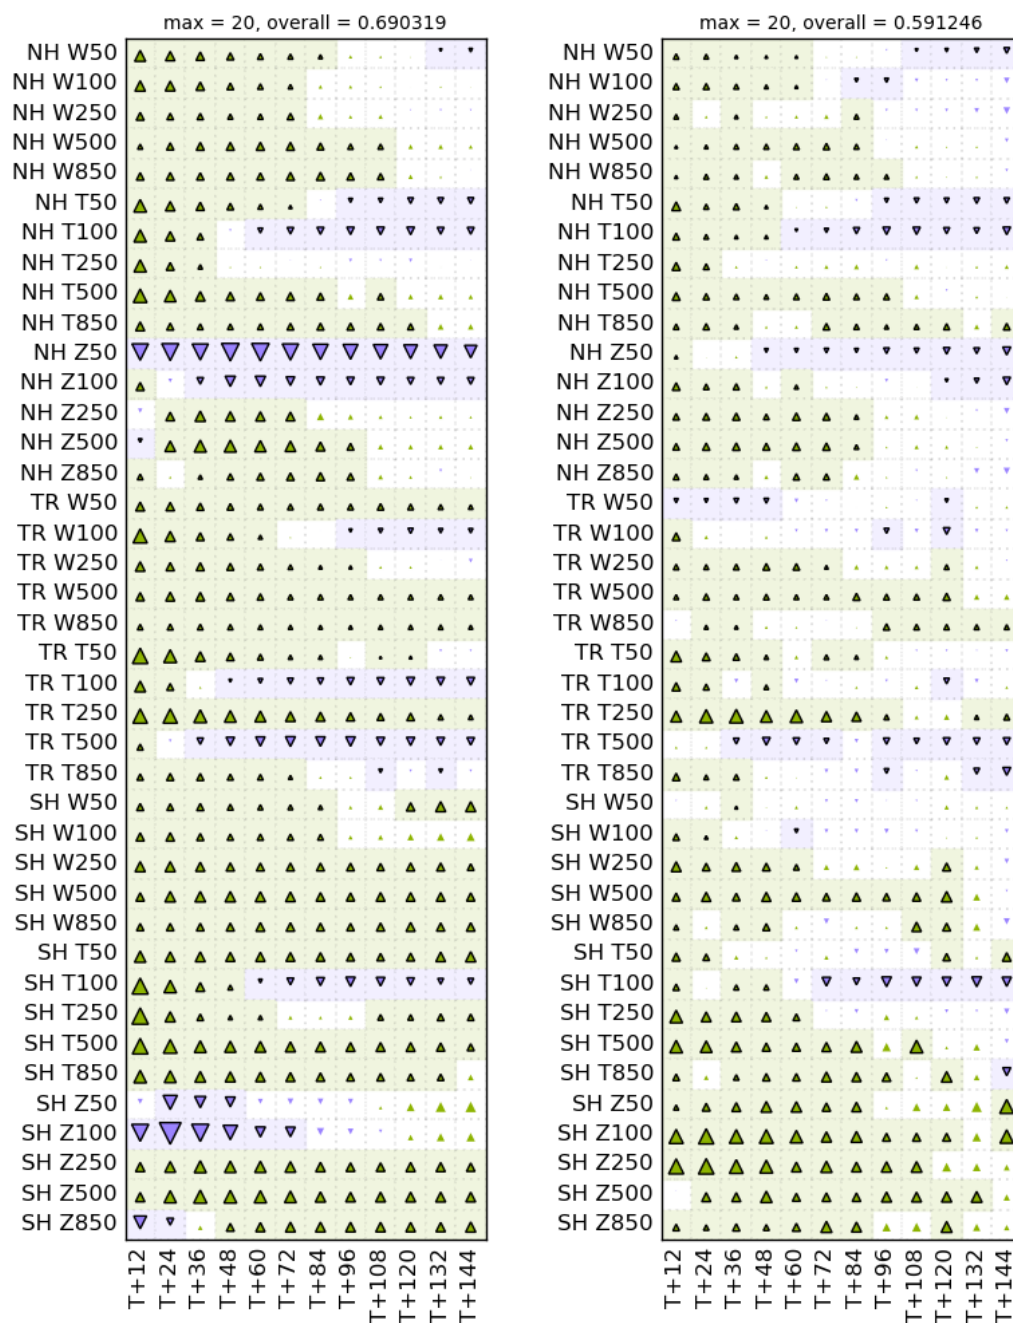 max = 20, overall = 0.690319
NH W50
NH W100
NH W250
NH W500
NH W850
NH T50
NH T100
NH T250
NH T500
NH T850
NH Z50
NH Z100
NH Z250
NH Z500
NH Z850
TR W50
TR W100
TR W250
TR W500
TR W850
TR T50
TR T100
TR T250
TR T500
TR T850
SH W50
SH W100
SH W250
SH W500
SH W850
SH T50
SH T100
SH T250
SH T500
SH T850
SH Z50
SH Z100
SH Z250
SH Z500
SH Z850
T+12
T+24
T+36
T+48
T+60
T+72
T+84
T+96
T+108
T+120
T+132
T+144
max = 20, overall = 0.591246
NH W50
NH W100
NH W250
NH W500
NH W850
NH T50
NH T100
NH T250
NH T500
NH T850
NH Z50
NH Z100
NH Z250
NH Z500
NH Z850
TR W50
TR W100
TR W250
TR W500
TR W850
TR T50
TR T100
TR T250
TR T500
TR T850
SH W50
SH W100
SH W250
SH W500
SH W850
SH T50
SH T100
SH T250
SH T500
SH T850
SH Z50
SH Z100
SH Z250
SH Z500
SH Z850
T+12
T+24
T+36
T+48
T+60
T+72
T+84
T+96
T+108
T+120
T+132
T+144